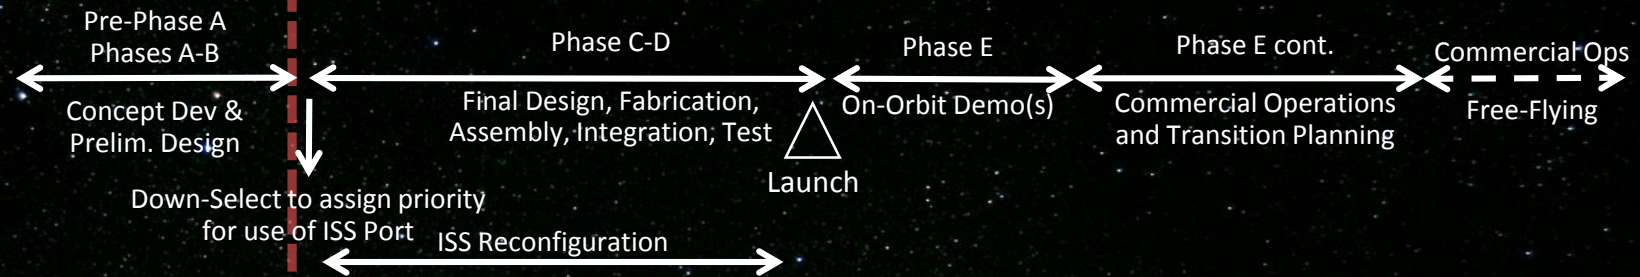 Pre-Phase A
Phases A-B
Concept Dev &
Prelim. Design
Down-Select to assign priority
for use of ISS Port
Phase C-D
Final Design, Fabrication,
Assembly, Integration, Test
ISS Reconfiguration
Launch
Phase E
On-Orbit Demo(s)
Phase E cont.
Commercial Operations
and Transition Planning
Commercial Ops
Free-Flying